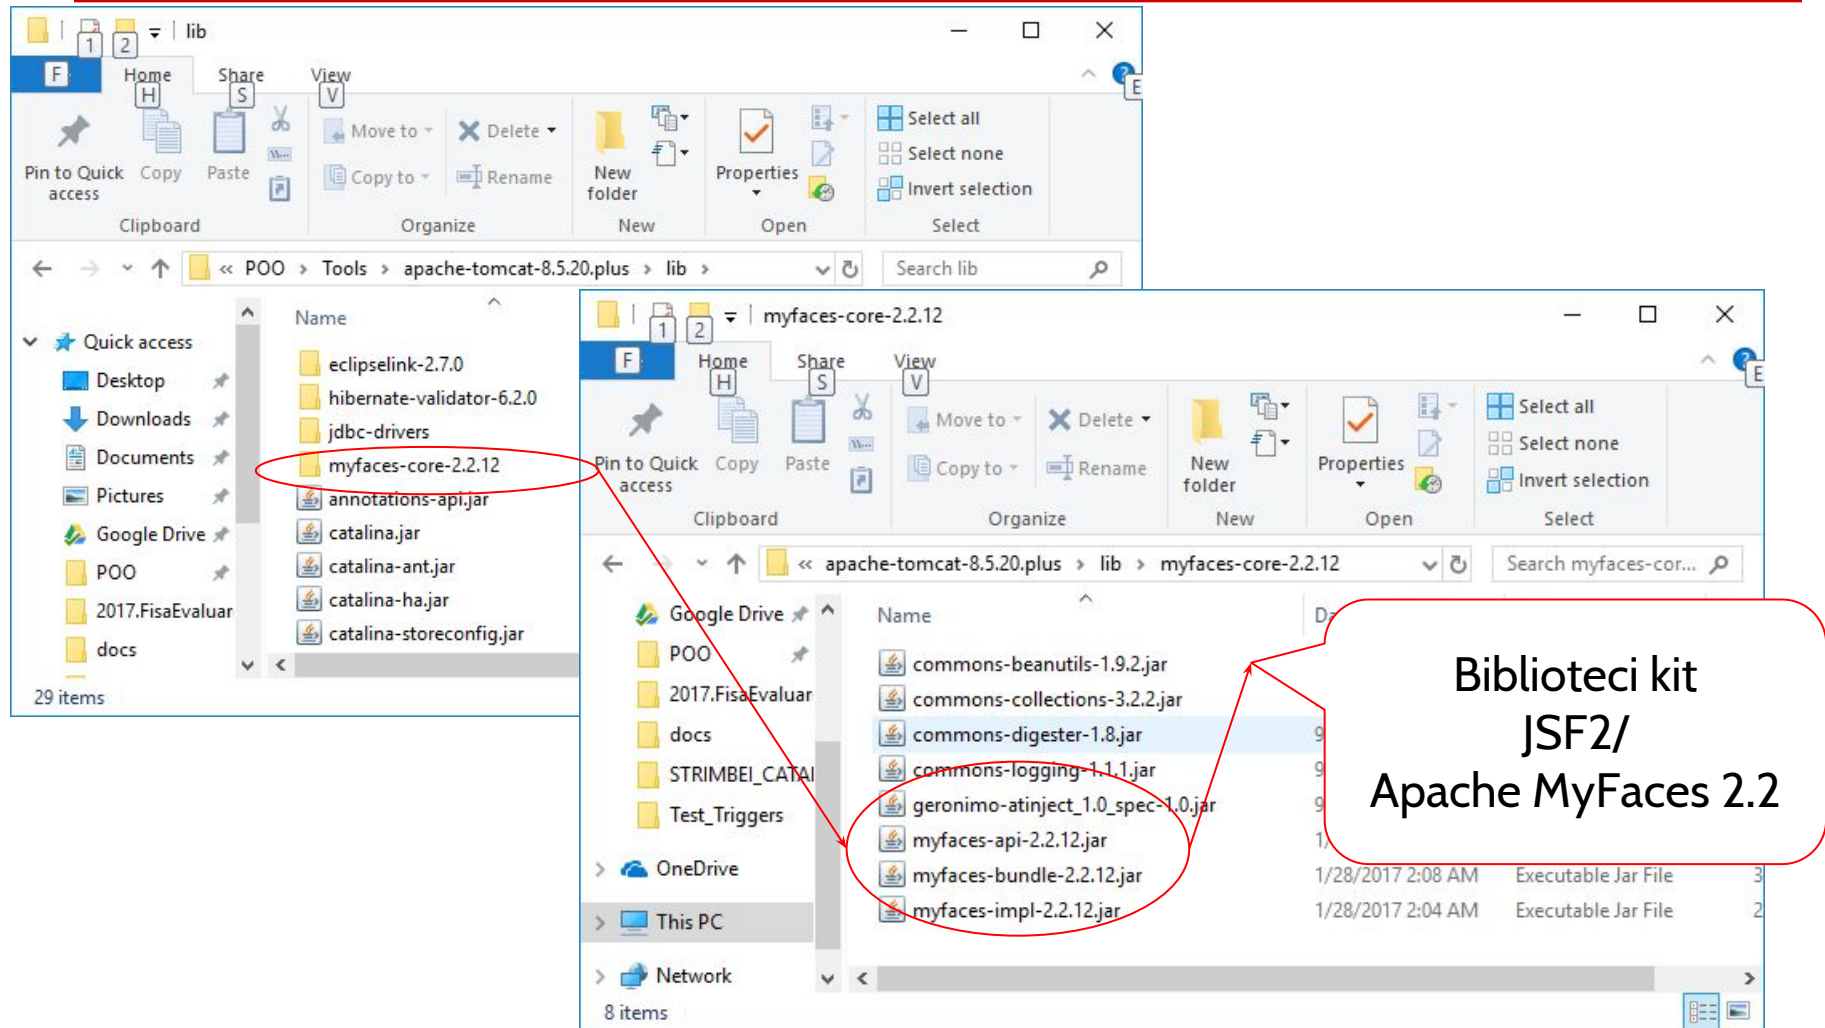 lib
1
2
F
Home
Share
View
H
S
V
E
Pin to Quick access
Copy
Paste
Move to
Copy to
Delete
Rename
New folder
Properties
Select all
Select none
Invert selection
Clipboard
Organize
New
Open
Select
« POO > Tools > apache-tomcat-8.5.20.plus > lib >
Search lib
Name
Quick access
Desktop
Downloads
Documents
Pictures
Google Drive
POO
2017.FisaEvaluar
docs
eclipselink-2.7.0
hibernate-validator-6.2.0
jdbc-drivers
myfaces-core-2.2.12
annotations-api.jar
catalina.jar
catalina-ant.jar
catalina-ha.jar
catalina-storeconfig.jar
29 items
myfaces-core-2.2.12
1
2
F
Home
Share
View
H
S
V
E
Pin to Quick access
Copy
Paste
Move to
Copy to
Delete
Rename
New folder
Properties
Select all
Select none
Invert selection
Clipboard
Organize
New
Open
Select
« apache-tomcat-8.5.20.plus > lib > myfaces-core-2.2.12
Search myfaces-cor...
Google Drive
POO
2017.FisaEvaluar
docs
Test_Triggers
OneDrive
This PC
Network
Name
commons-beanutils-1.9.2.jar
commons-collections-3.2.2.jar
commons-digester-1.8.jar
9
commons-logging-1.1.1.jar
9
geronimo-atinject_1.0_spec-1.0.jar
9
myfaces-api-2.2.12.jar
1/
myfaces-bundle-2.2.12.jar
1/28/2017 2:08 AM
Executable Jar File
3
myfaces-impl-2.2.12.jar
1/28/2017 2:04 AM
Executable Jar File
2
8 items
Biblioteci kit
JSF2/
Apache MyFaces 2.2